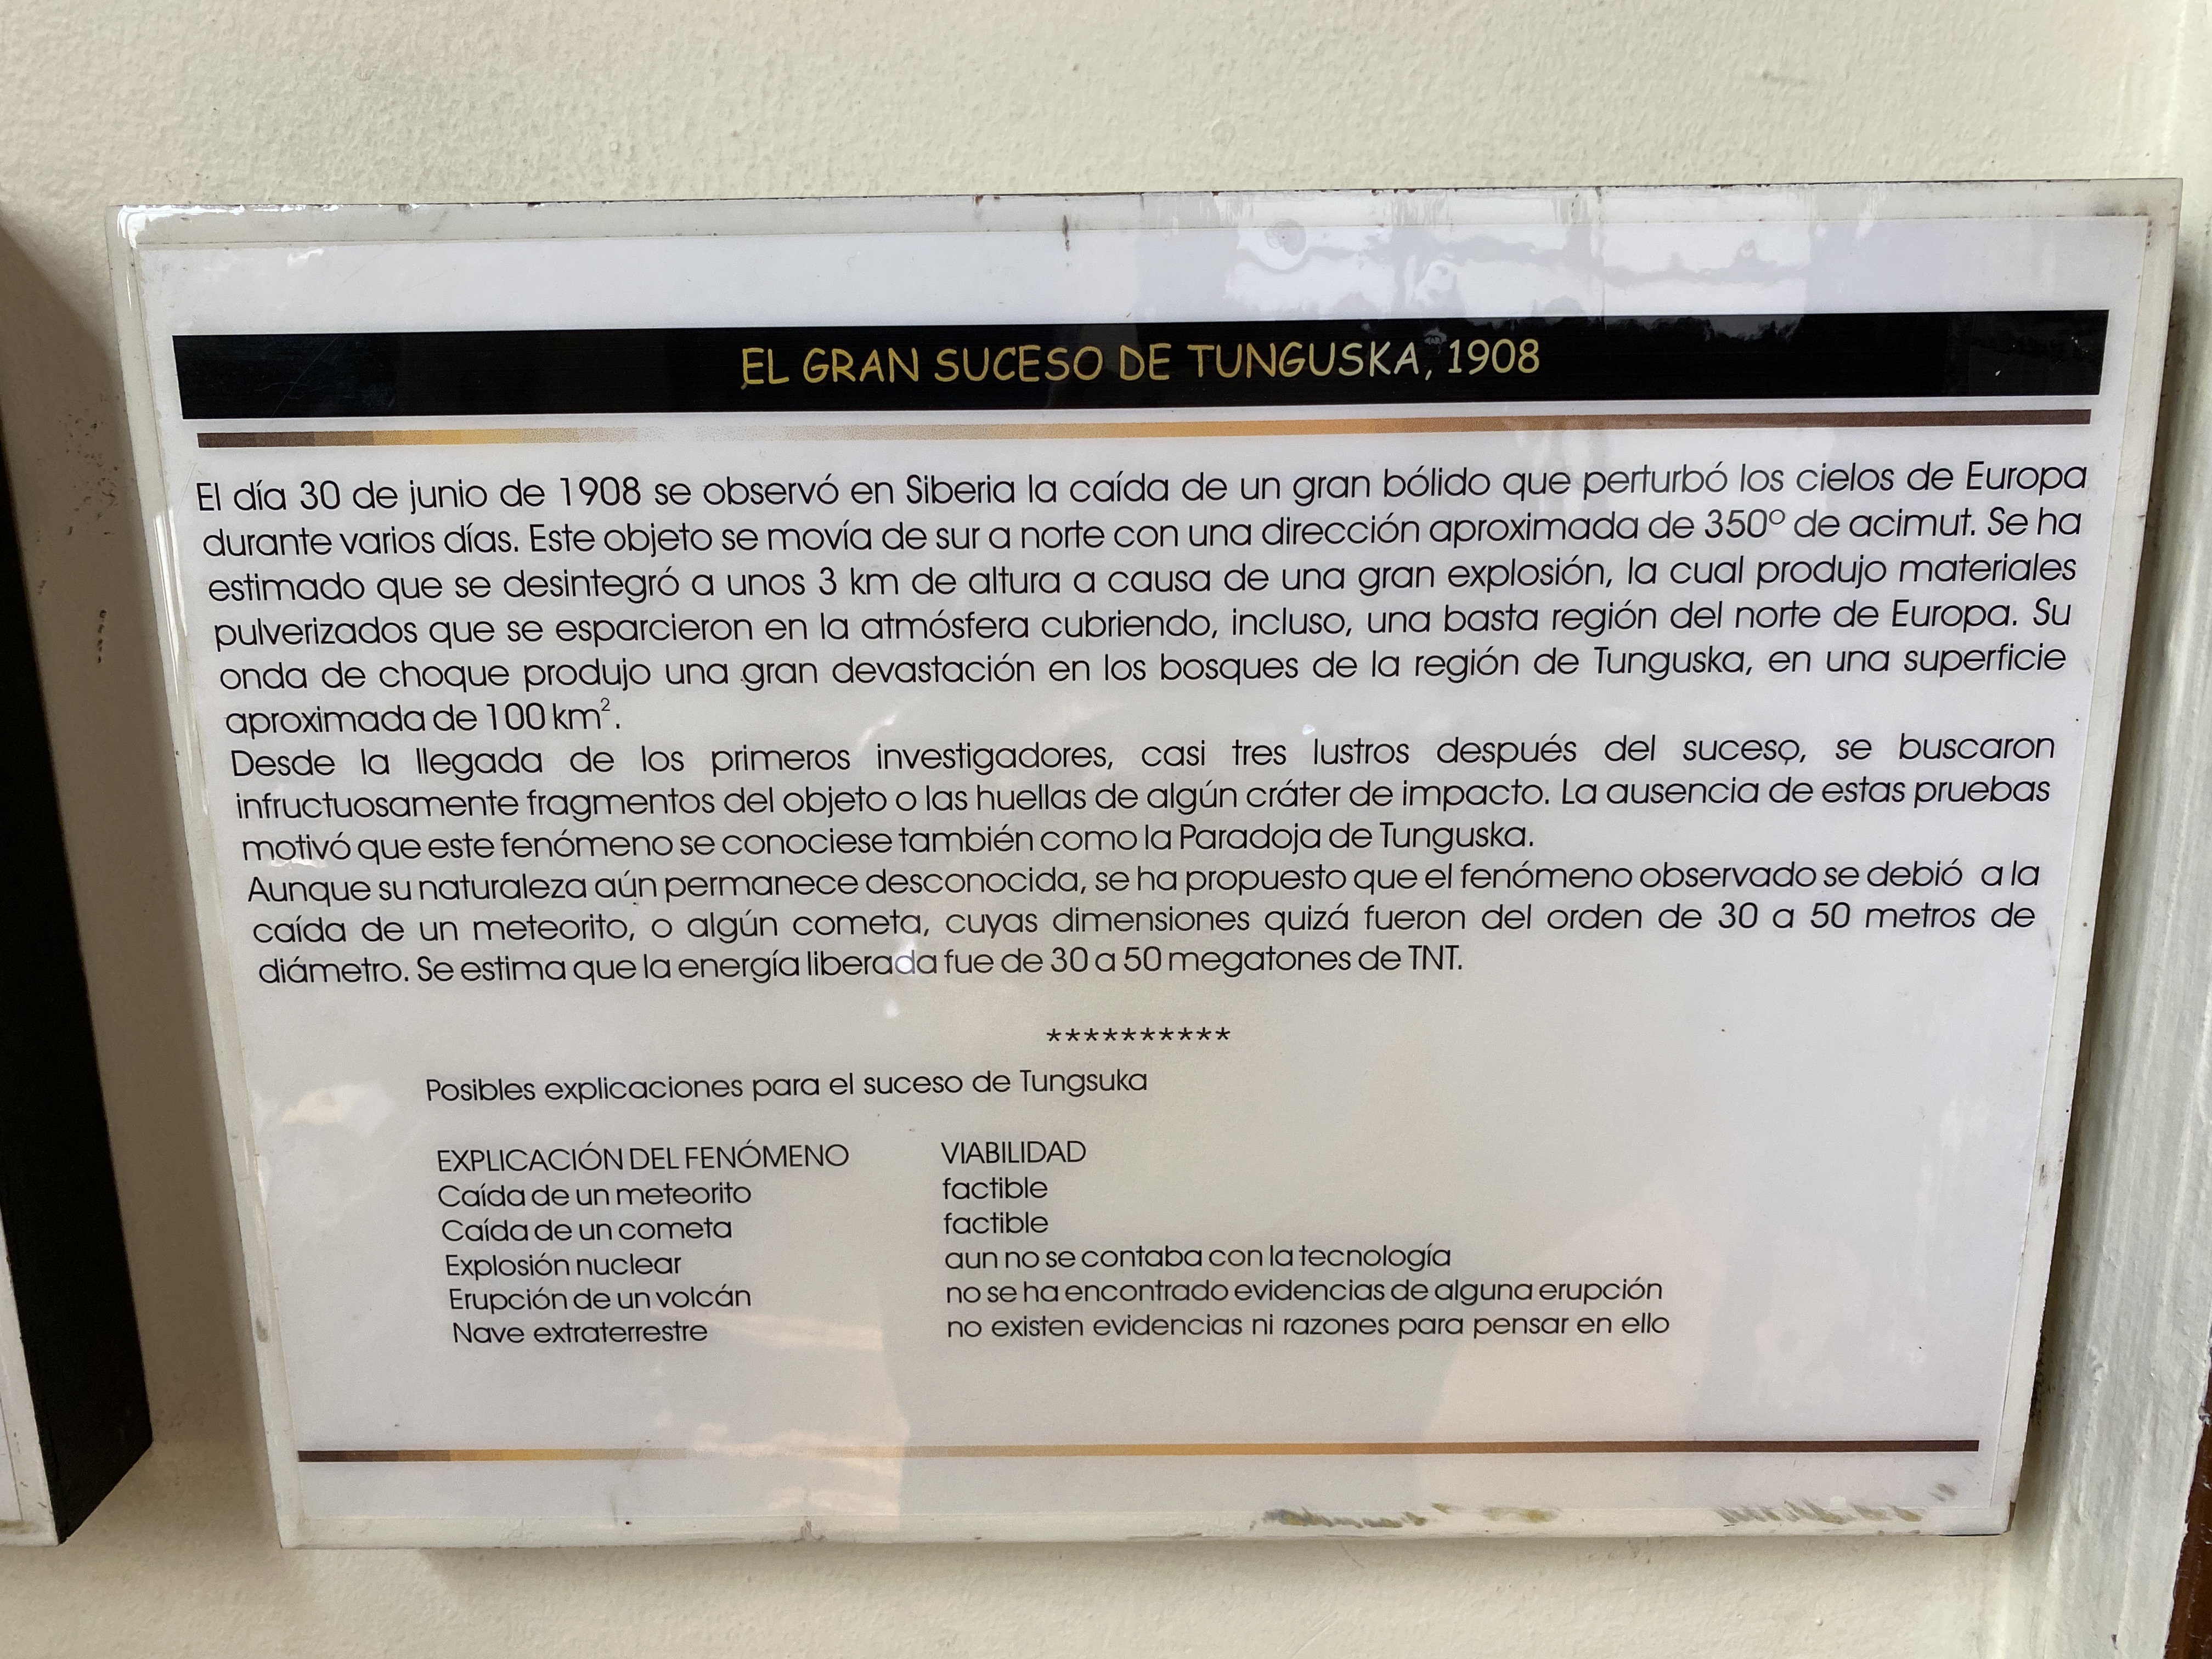 EL GRAN SUCESO DE TUNGUSKA, 1908
El día 30 de junio de 1908 se observó en Siberia la caída de un gran bólido que perturbó los cielos de Europa
durante varios días. Este objeto se movía de sur a norte con una dirección aproximada de 350º de acimut. Se ha
estimado que se desintegró a unos 3 km de altura a causa de una gran explosión, la cual produjo materiales
pulverizados que se esparcieron en la atmósfera cubriendo, incluso, una basta región del norte de Europa. Su
onda de choque produjo una gran devastación en los bosques de la región de Tunguska, en una superficie
aproximada de 100 km².
Desde la llegada de los primeros investigadores, casi tres lustros después del suceso, se buscaron
infructuosamente fragmentos del objeto o las huellas de algún cráter de impacto. La ausencia de estas pruebas
motivó que este fenómeno se conociese también como la Paradoja de Tunguska.
Aunque su naturaleza aún permanece desconocida, se ha propuesto que el fenómeno observado se debió a la
caída de un meteorito, o algún cometa, cuyas dimensiones quizá fueron del orden de 30 a 50 metros de
diámetro. Se estima que la energía liberada fue de 30 a 50 megatones de TNT.
**********
Posibles explicaciones para el suceso de Tungsuka
EXPLICACIÓN DEL FENÓMENO VIABILIDAD
Caída de un meteorito factible
Caída de un cometa factible
Explosión nuclear aun no se contaba con la tecnología
Erupción de un volcán no se ha encontrado evidencias de alguna erupción
Nave extraterrestre no existen evidencias ni razones para pensar en ello